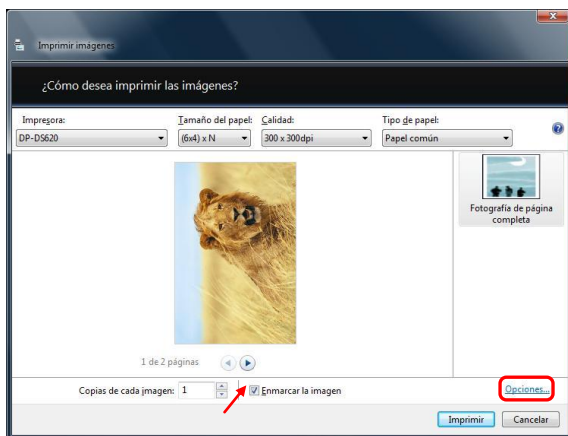 Imprimir imágenes
¿Cómo desea imprimir las imágenes?
Impresora: Tamaño del papel: Calidad: Tipo de papel:
DP-DS620 (6x4) x N 300 x 300dpi Papel común
Fotografía de página
completa
1 de 2 páginas
Copias de cada imagen: 1 Enmarcar la imagen Opciones...
Imprimir Cancelar